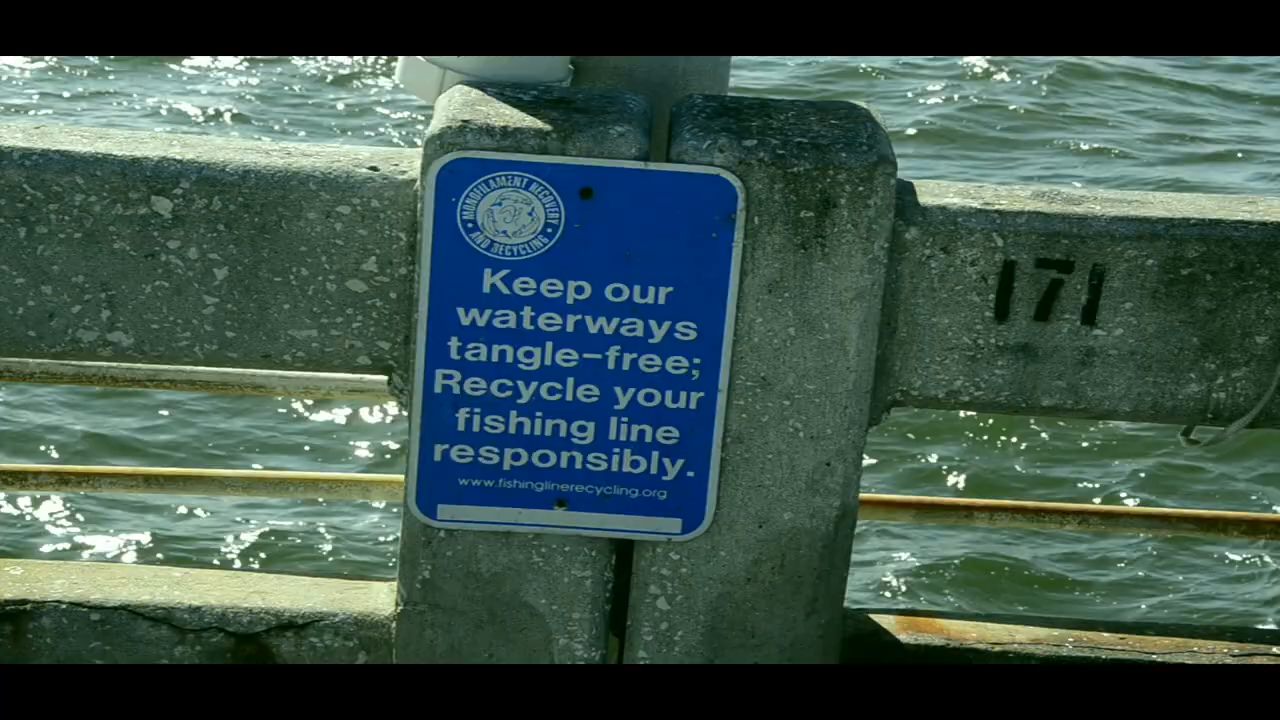 MONOFILAMENT RECOVERY
AND RECYCLING
Keep our
waterways
tangle-free;
Recycle your
fishing line
responsibly.
www.fishinglinerecycling.org
171